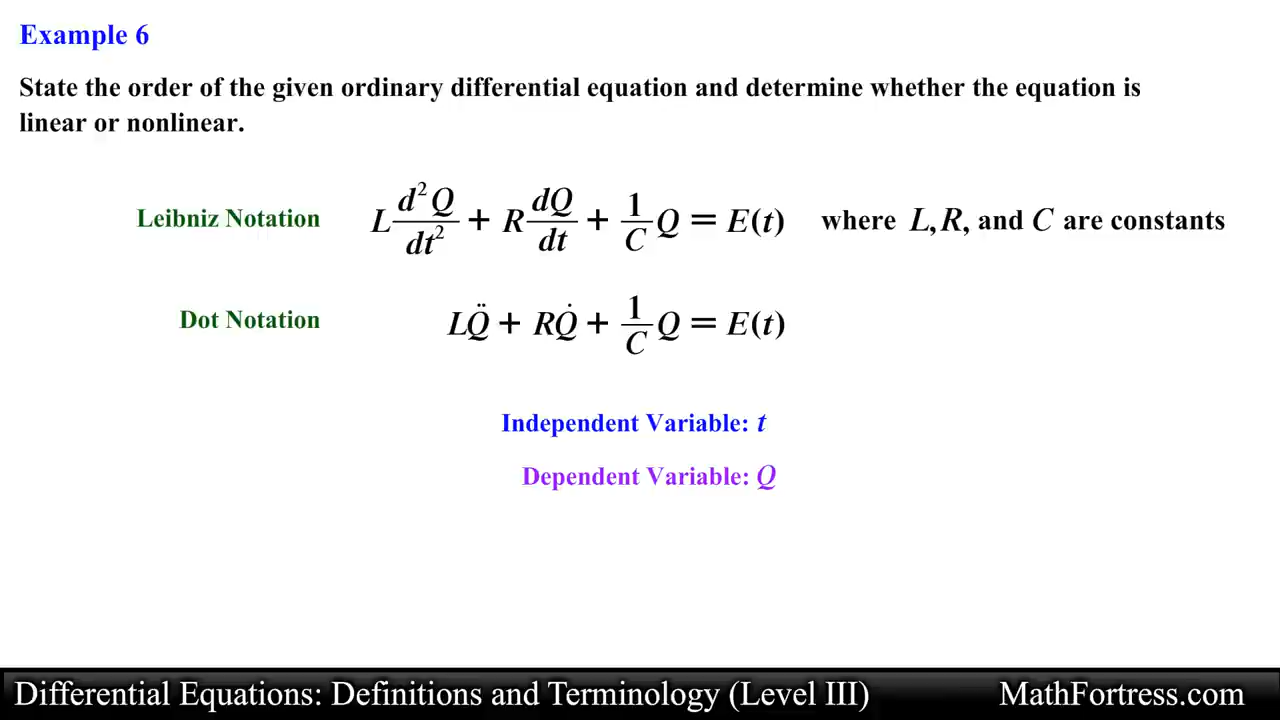 Example 6
State the order of the given ordinary differential equation and determine whether the equation is
linear or nonlinear.
Leibniz Notation L d²Q/dt² + R dQ/dt + 1/C Q = E(t) where L, R, and C are constants
Dot Notation LQ̈ + RQ̇ + 1/C Q = E(t)
Independent Variable: t
Dependent Variable: Q
Differential Equations: Definitions and Terminology (Level III) MathFortress.com